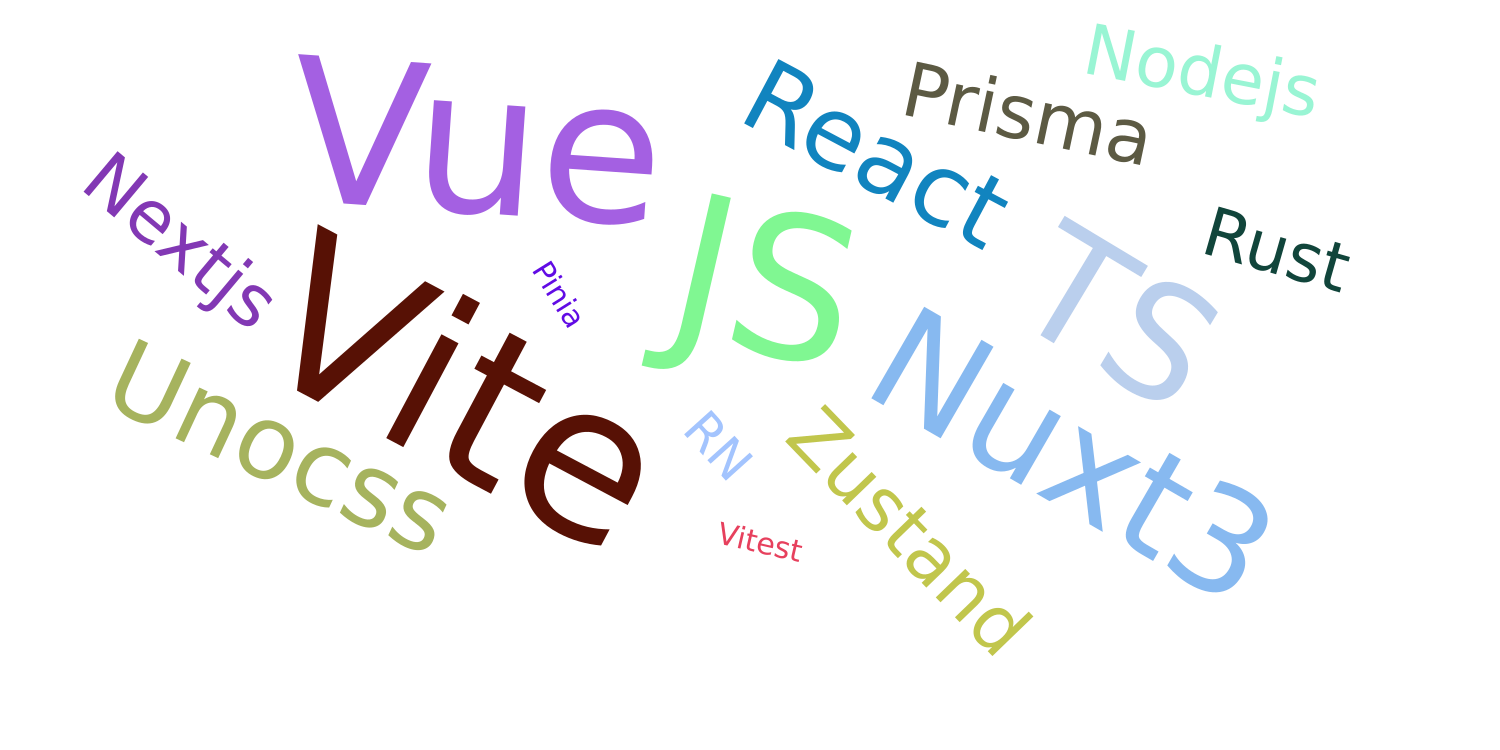 Nodejs
Vue
React
Prisma
Nextjs
JS
Rust
TS
Vite
Pinia
Nuxt3
Unocss
RN
Zustand
Vitest